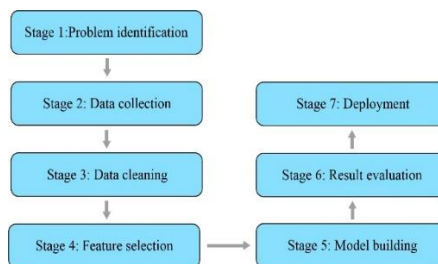 Stage 1:Problem identification
Stage 2: Data collection
Stage 3: Data cleaning
Stage 4: Feature selection
Stage 5: Model building
Stage 6: Result evaluation
Stage 7: Deployment